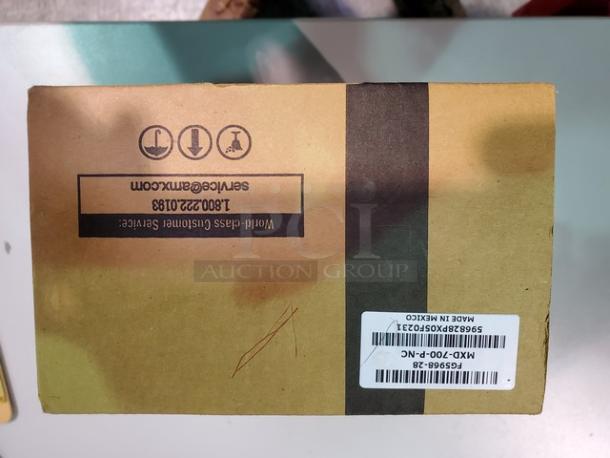 World-class Customer Service:
1.800.222.0193
service@amx.com
FG5968-28
MXD-700-P-NC
596828PX05F0231
MADE IN MEXICO
PCI
AUCTION GROUP